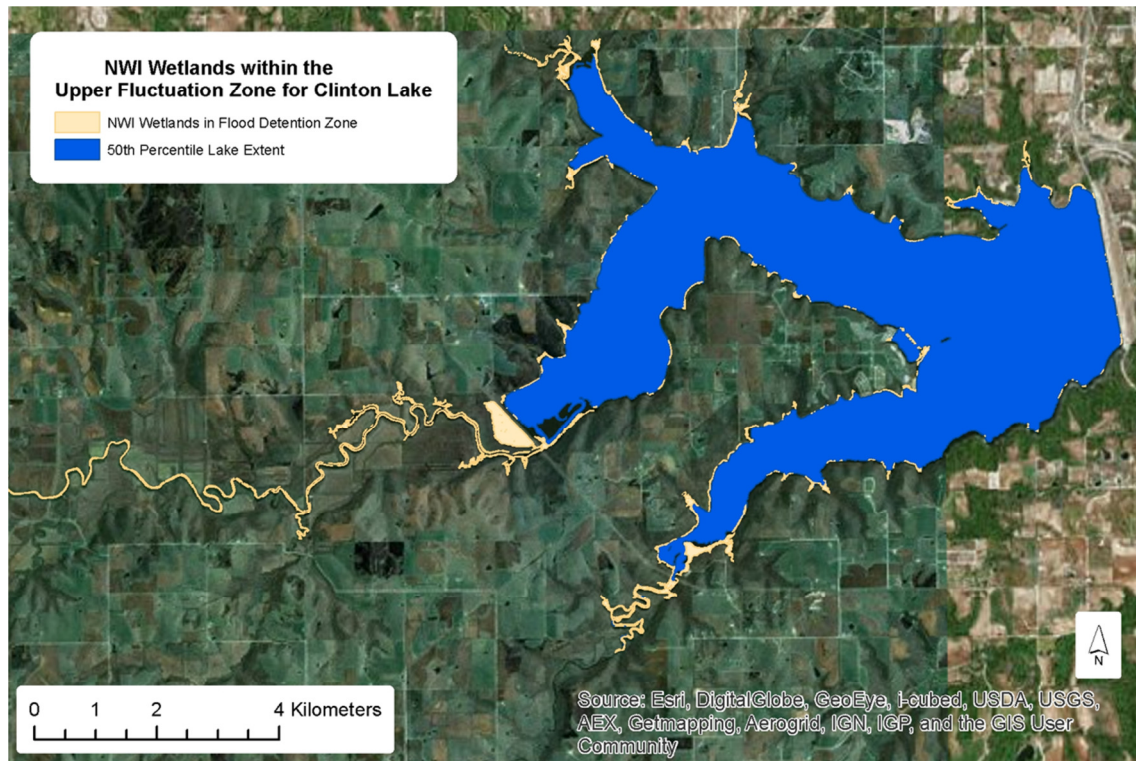 NWI Wetlands within the
Upper Fluctuation Zone for Clinton Lake
NWI Wetlands in Flood Detention Zone
50th Percentile Lake Extent
N
0 1 2 4 Kilometers
Source: Esri, DigitalGlobe, GeoEye, i-cubed, USDA, USGS,
AEX, Getmapping, Aerogrid, IGN, IGP, and the GIS User
Community